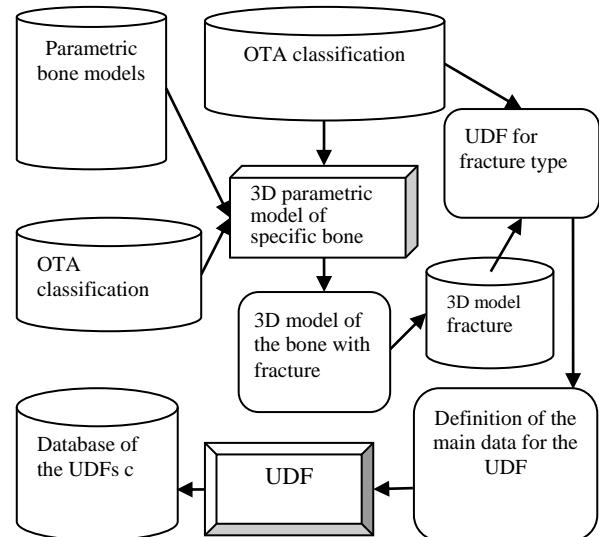 Parametric
bone models
OTA classification
UDF for
fracture type
3D parametric
model of
specific bone
OTA
classification
3D model of
the bone with
fracture
3D model
fracture
Definition of the
main data for the
UDF
UDF
Database of
the UDFs c